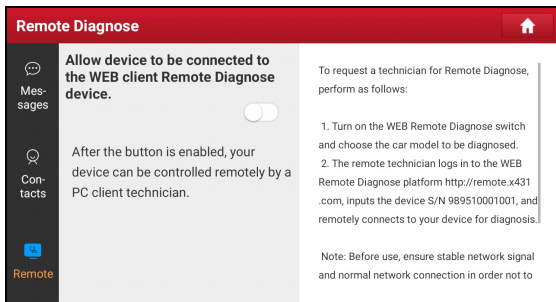 Remote Diagnose
Mes-
sages
Con-
tacts
Remote
Allow device to be connected to
the WEB client Remote Diagnose
device.
After the button is enabled, your
device can be controlled remotely by a
PC client technician.
To request a technician for Remote Diagnose,
perform as follows:
1. Turn on the WEB Remote Diagnose switch
and choose the car model to be diagnosed.
2. The remote technician logs in to the WEB
Remote Diagnose platform http://remote.x431
.com, inputs the device S/N 989510001001, and
remotely connects to your device for diagnosis.
Note: Before use, ensure stable network signal
and normal network connection in order not to